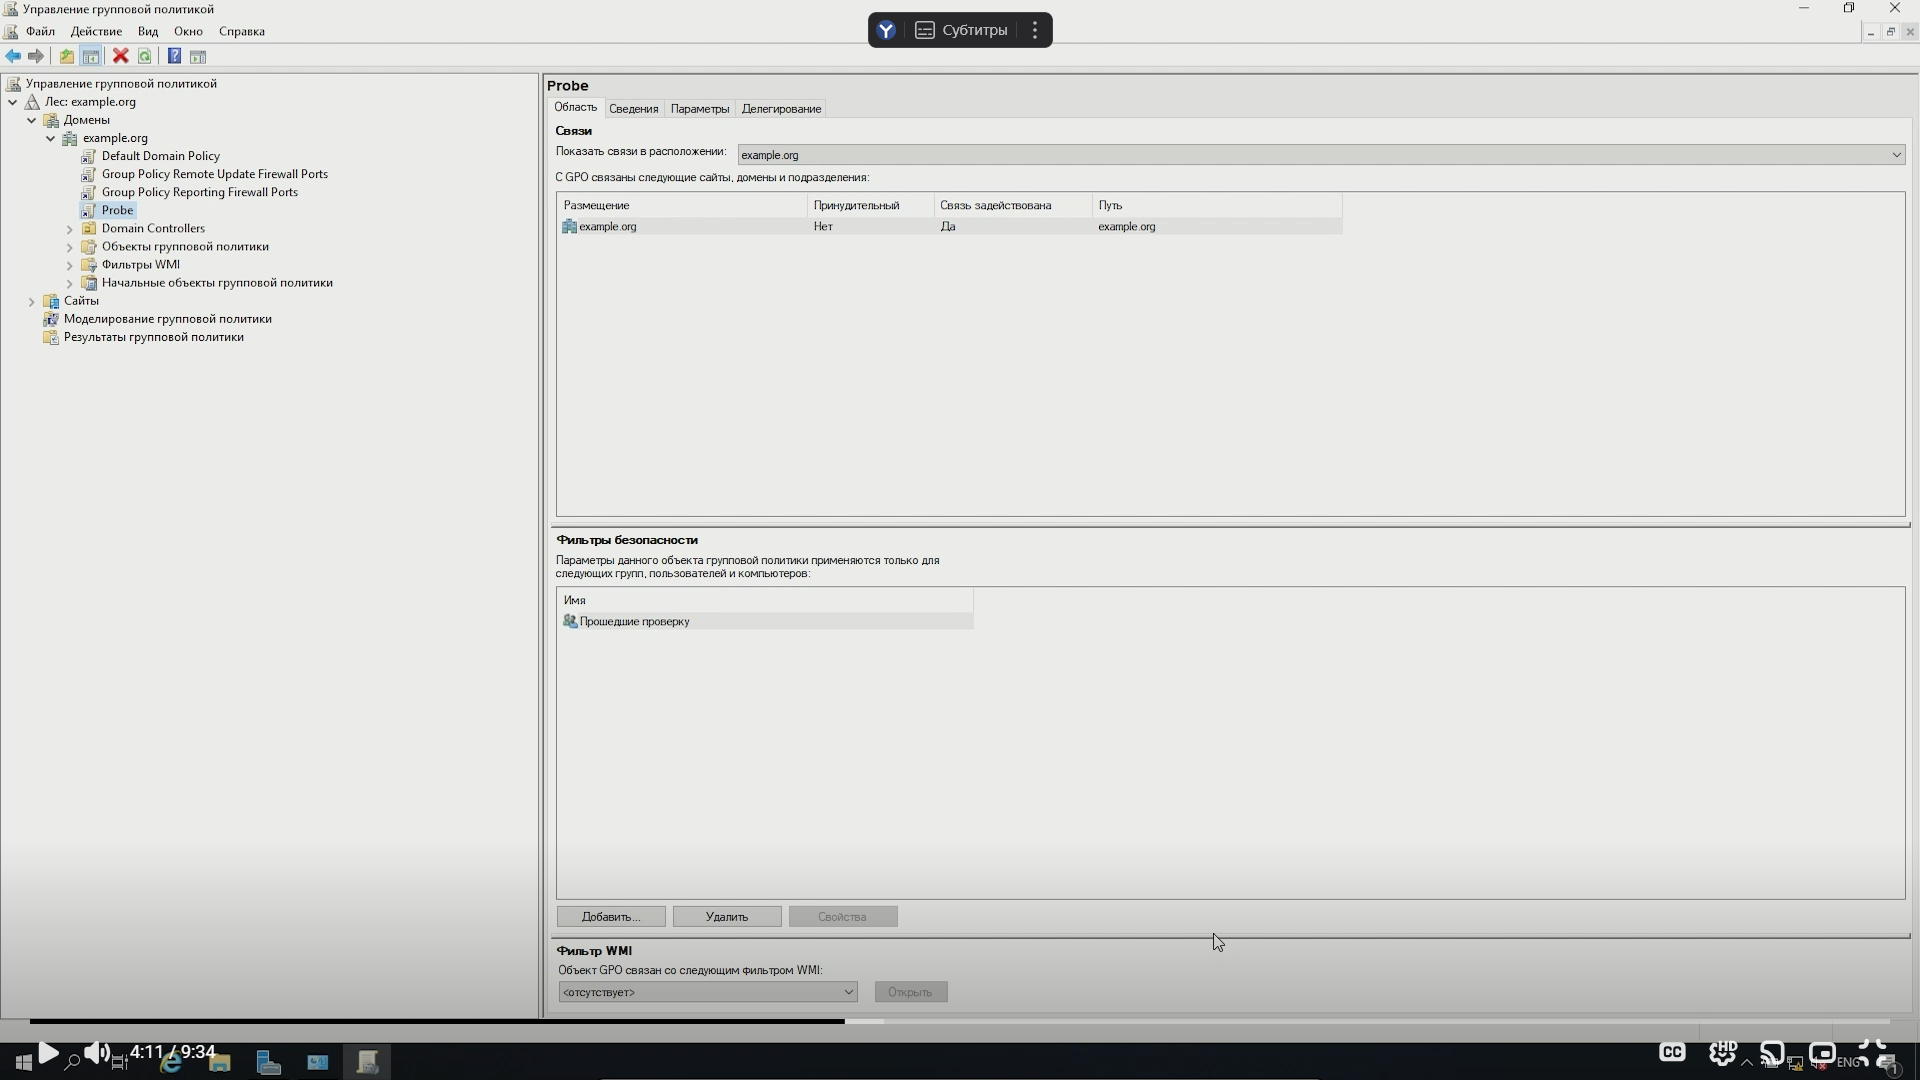 Управление групповой политикой
Файл Действие Вид Окно Справка
Субтитры
Управление групповой политикой
Лес: example.org
Домены
example.org
Default Domain Policy
Group Policy Remote Update Firewall Ports
Group Policy Reporting Firewall Ports
Probe
Domain Controllers
Объекты групповой политики
Фильтры WMI
Начальные объекты групповой политики
Сайты
Моделирование групповой политики
Результаты групповой политики
Probe
Область Сведения Параметры Делегирование
Связи
Показать связи в расположении: example.org
С GPO связаны следующие сайты, домены и подразделения:
Размещение Принудительный Связь задействована Путь
example.org Нет Да example.org
Фильтры безопасности
Параметры данного объекта групповой политики применяются только для
следующих групп, пользователей и компьютеров:
Имя
Прошедшие проверку
Добавить... Удалить Свойства
Фильтр WMI
Объект GPO связан со следующим фильтром WMI:
<отсутствует> Открыть
4:11 / 9:34
CC HD ENG 1